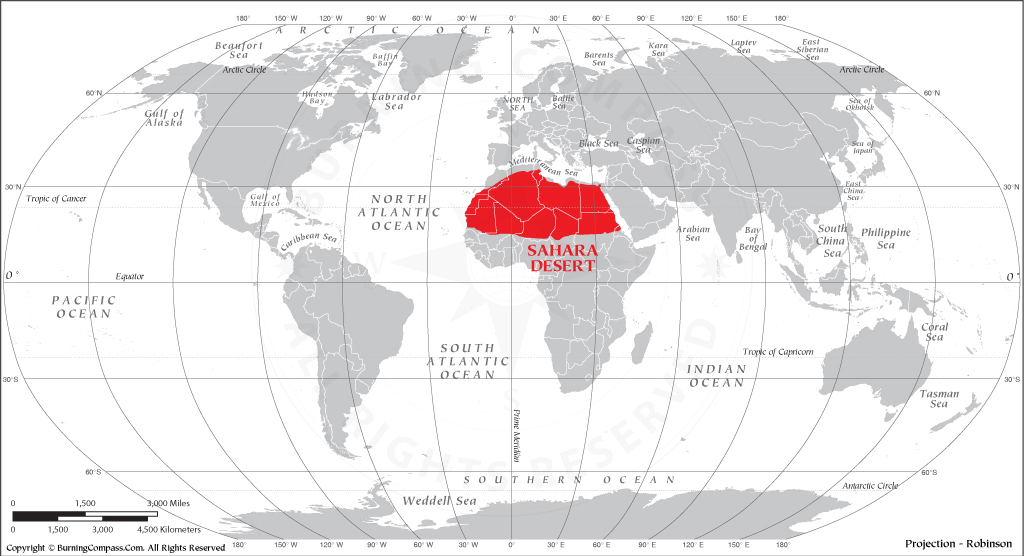 180° 150° 120° 90° W 60° W 30° W 0° 30° E 60° E 90° E 120° E 150° E 180°
ARCTIC OCEAN
Beaufort
Sea
Baffin
Bay
Barents
Sea
Kara
Sea
Laptev
Sea
East
Siberian
Sea
Arctic Circle
Arctic Circle
60°N
60°N
Gulf of
Alaska
Hudson
Bay
Labrador
Sea
NORTH
SEA
Baltic
Sea
Sea of
Okhotsk
Black Sea
Caspian
Sea
Sea of
Japan
Mediterranean Sea
30°N
30°N
Tropic of Cancer
Gulf of
Mexico
NORTH
ATLANTIC
OCEAN
East
China
Sea
Caribbean Sea
SAHARA
DESERT
Arabian
Sea
Bay
of
Bengal
South
China
Sea
Philippine
Sea
0°
Equator
0°
PACIFIC
OCEAN
Coral
Sea
SOUTH
ATLANTIC
OCEAN
Tropic of Capricorn
INDIAN
OCEAN
30°S
30°S
Tasman
Sea
Prime Meridian
60°S
60°S
SOUTHERN OCEAN
Antarctic Circle
Weddell Sea
0 1,500 3,000 Miles
0 1,500 3,000 4,500 Kilometers
180° 150° 120° 90° W 60° W 30° W 0° 30° E 60° E 90° E 120° E 150° E 180°
Copyright © BurningCompass.Com. All Rights Reserved
Projection - Robinson